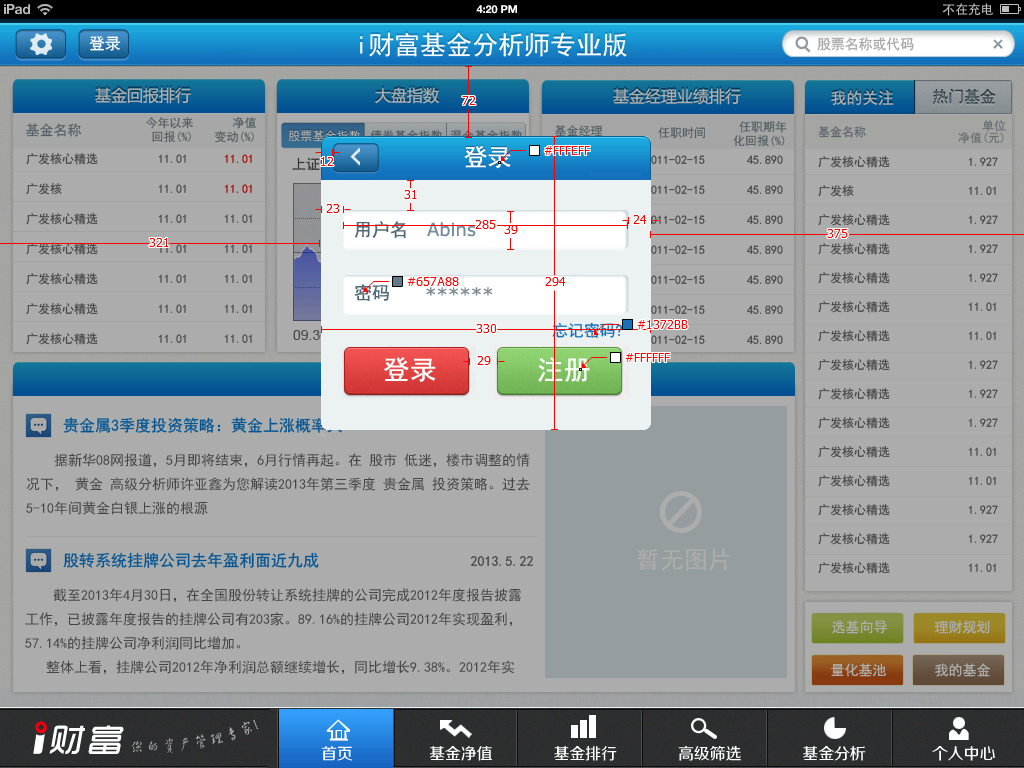 iPad
4:20 PM
不在充电
登录
i财富基金分析师专业版
股票名称或代码
基金回报排行
大盘指数
基金经理业绩排行
我的关注
热门基金
72
基金名称
今年以来
回报(%)
净值
变动(%)
广发核心精选 11.01 11.01
广发核 11.01 11.01
广发核心精选 11.01 11.01
广发核心精选 11.01 11.01
广发核心精选 11.01 11.01
广发核心精选 11.01 11.01
广发核心精选 11.01 11.01
321
股票基金指数
债券基金指数
混合基金指数
上证
09.3
基金经理
任职时间
任职期年
化回报(%)
011-02-15 45.890
011-02-15 45.890
011-02-15 45.890
011-02-15 45.890
011-02-15 45.890
011-02-15 45.890
011-02-15 45.890
375
基金名称
单位
净值(元)
广发核心精选 1.927
广发核 11.01
广发核心精选 1.927
广发核心精选 1.927
广发核心精选 1.927
广发核心精选 11.01
广发核心精选 1.927
广发核心精选 1.927
广发核心精选 1.927
广发核心精选 1.927
广发核心精选 11.01
广发核心精选 11.01
广发核心精选 1.927
广发核心精选 1.927
广发核心精选 11.01
12
登录
#FFFEFF
31
23
285
24
用户名 Abins
39
#657A88
294
密码 ******
330
忘记密码?
#1372BB
登录
29
注册
#FFFFFF
贵金属3季度投资策略: 黄金上涨概率
据新华08网报道，5月即将结束，6月行情再起。在 股市 低迷，楼市调整的情
况下， 黄金 高级分析师许亚鑫为您解读2013年第三季度 贵金属 投资策略。过去
5-10年间黄金白银上涨的根源
股转系统挂牌公司去年盈利面近九成
2013.5.22
截至2013年4月30日，在全国股份转让系统挂牌的公司完成2012年度报告披露
工作，已披露年度报告的挂牌公司有203家。89.16%的挂牌公司2012年实现盈利，
57.14%的挂牌公司净利润同比增加。
整体上看，挂牌公司2012年净利润总额继续增长，同比增长9.38%。2012年实
暂无图片
选基向导
理财规划
量化基池
我的基金
i财富
你的资产管理专家!
首页
基金净值
基金排行
高级筛选
基金分析
个人中心